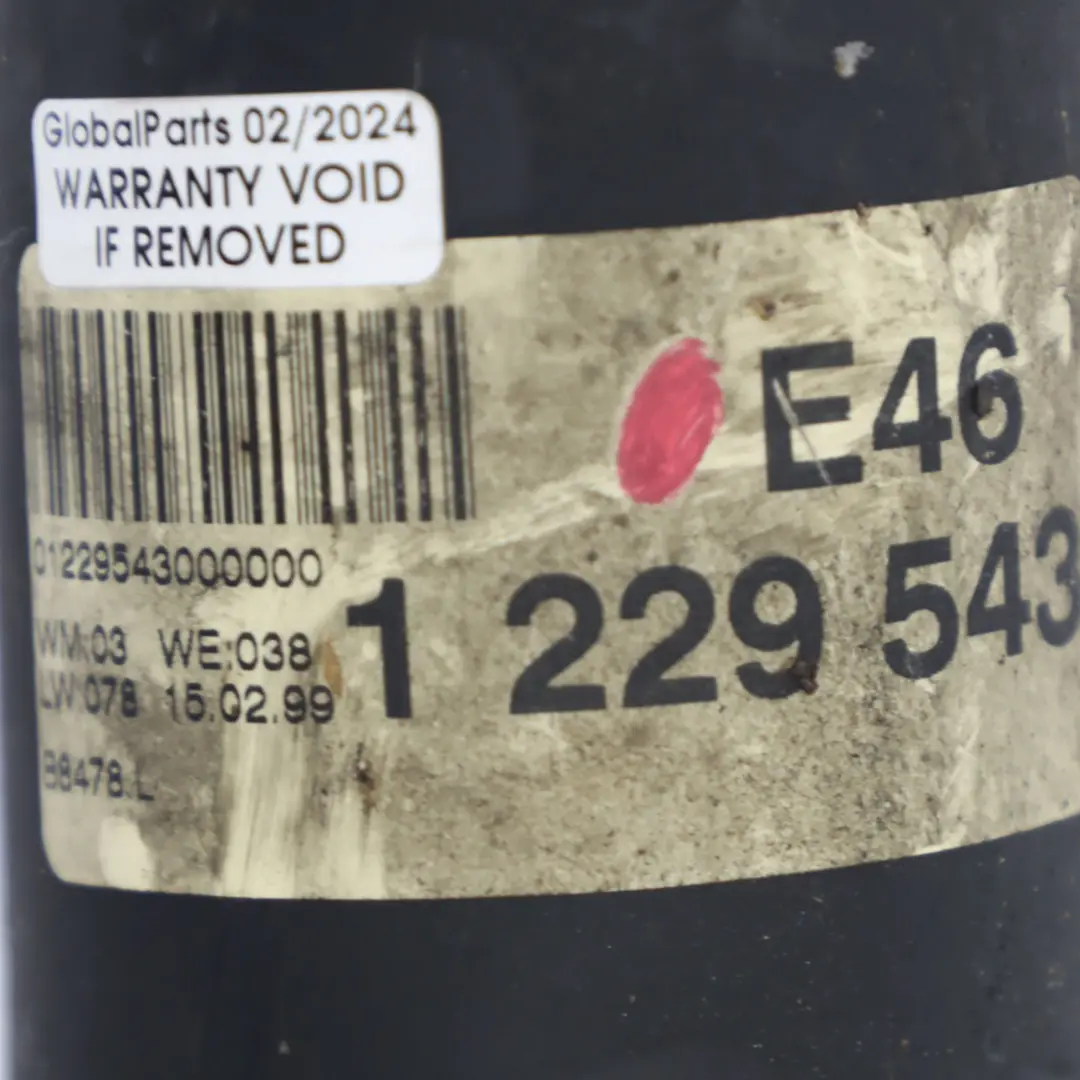 GlobalParts 02/2024
WARRANTY VOID
IF REMOVED
E46
01229543000000
1 229 543
WM:03 WE:038
LW:078 15.02.99
B8478.L